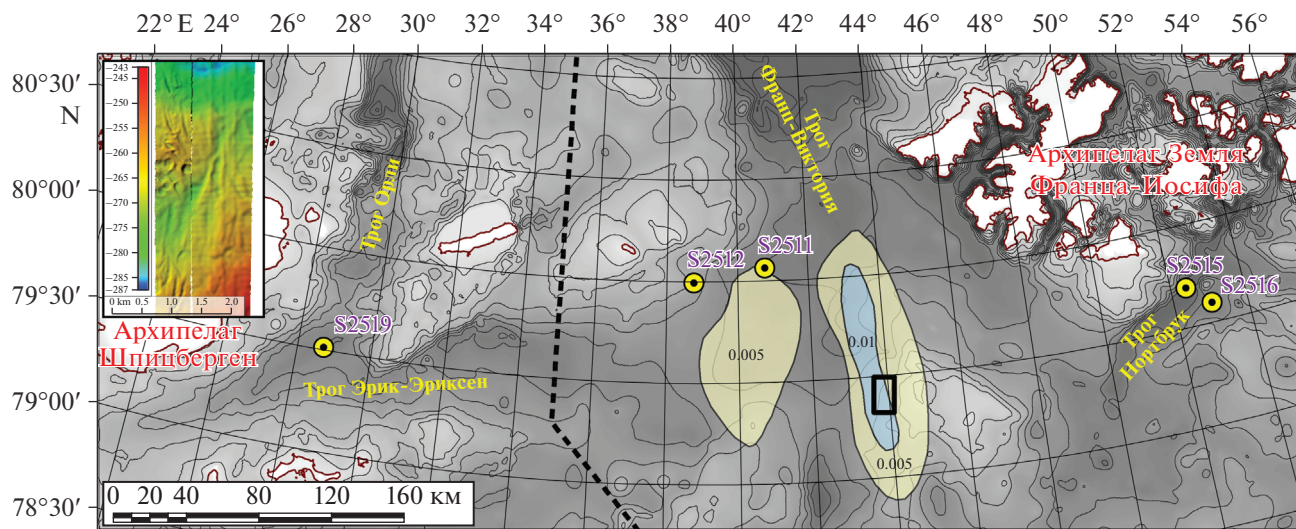 22° E 24° 26° 28° 30° 32° 34° 36° 38° 40° 42° 44° 46° 48° 50° 52° 54° 56°
80°30′
N
80°00′
79°30′
79°00′
78°30′
−243
−250
−255
−260
−265
−270
−275
−280
−285
−287
0 км 0.5 1.0 1.5 2.0
Трог Орли
Трог
Франц-Виктория
Архипелаг Земля
Франца-Иосифа
S2512
S2511
S2515
S2516
Трог
Нортбрук
Архипелаг
Шпицберген
S2519
Трог Эрик-Эриксен
0.005
0.01
0.005
0 20 40 80 120 160 км